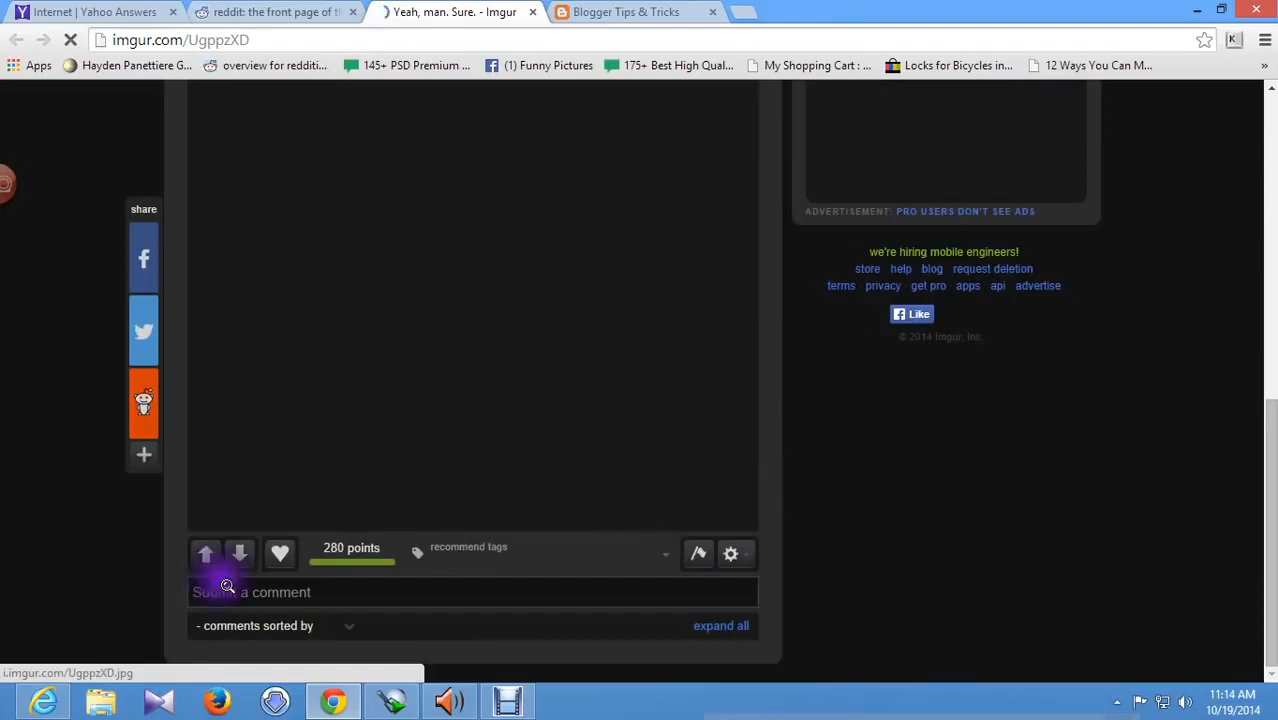 Internet | Yahoo Answers
reddit: the front page of t
Yeah, man. Sure. - Imgur
Blogger Tips & Tricks
imgur.com/UgppzXD
Apps
Hayden Panettiere G...
overview for redditi...
145+ PSD Premium ...
(1) Funny Pictures
175+ Best High Qual...
My Shopping Cart : ...
Locks for Bicycles in...
12 Ways You Can M...
share
ADVERTISEMENT: PRO USERS DON'T SEE ADS
we're hiring mobile engineers!
store help blog request deletion
terms privacy get pro apps api advertise
Like
© 2014 Imgur, Inc.
280 points
recommend tags
Submit a comment
- comments sorted by
expand all
i.imgur.com/UgppzXD.jpg
11:14 AM
10/19/2014